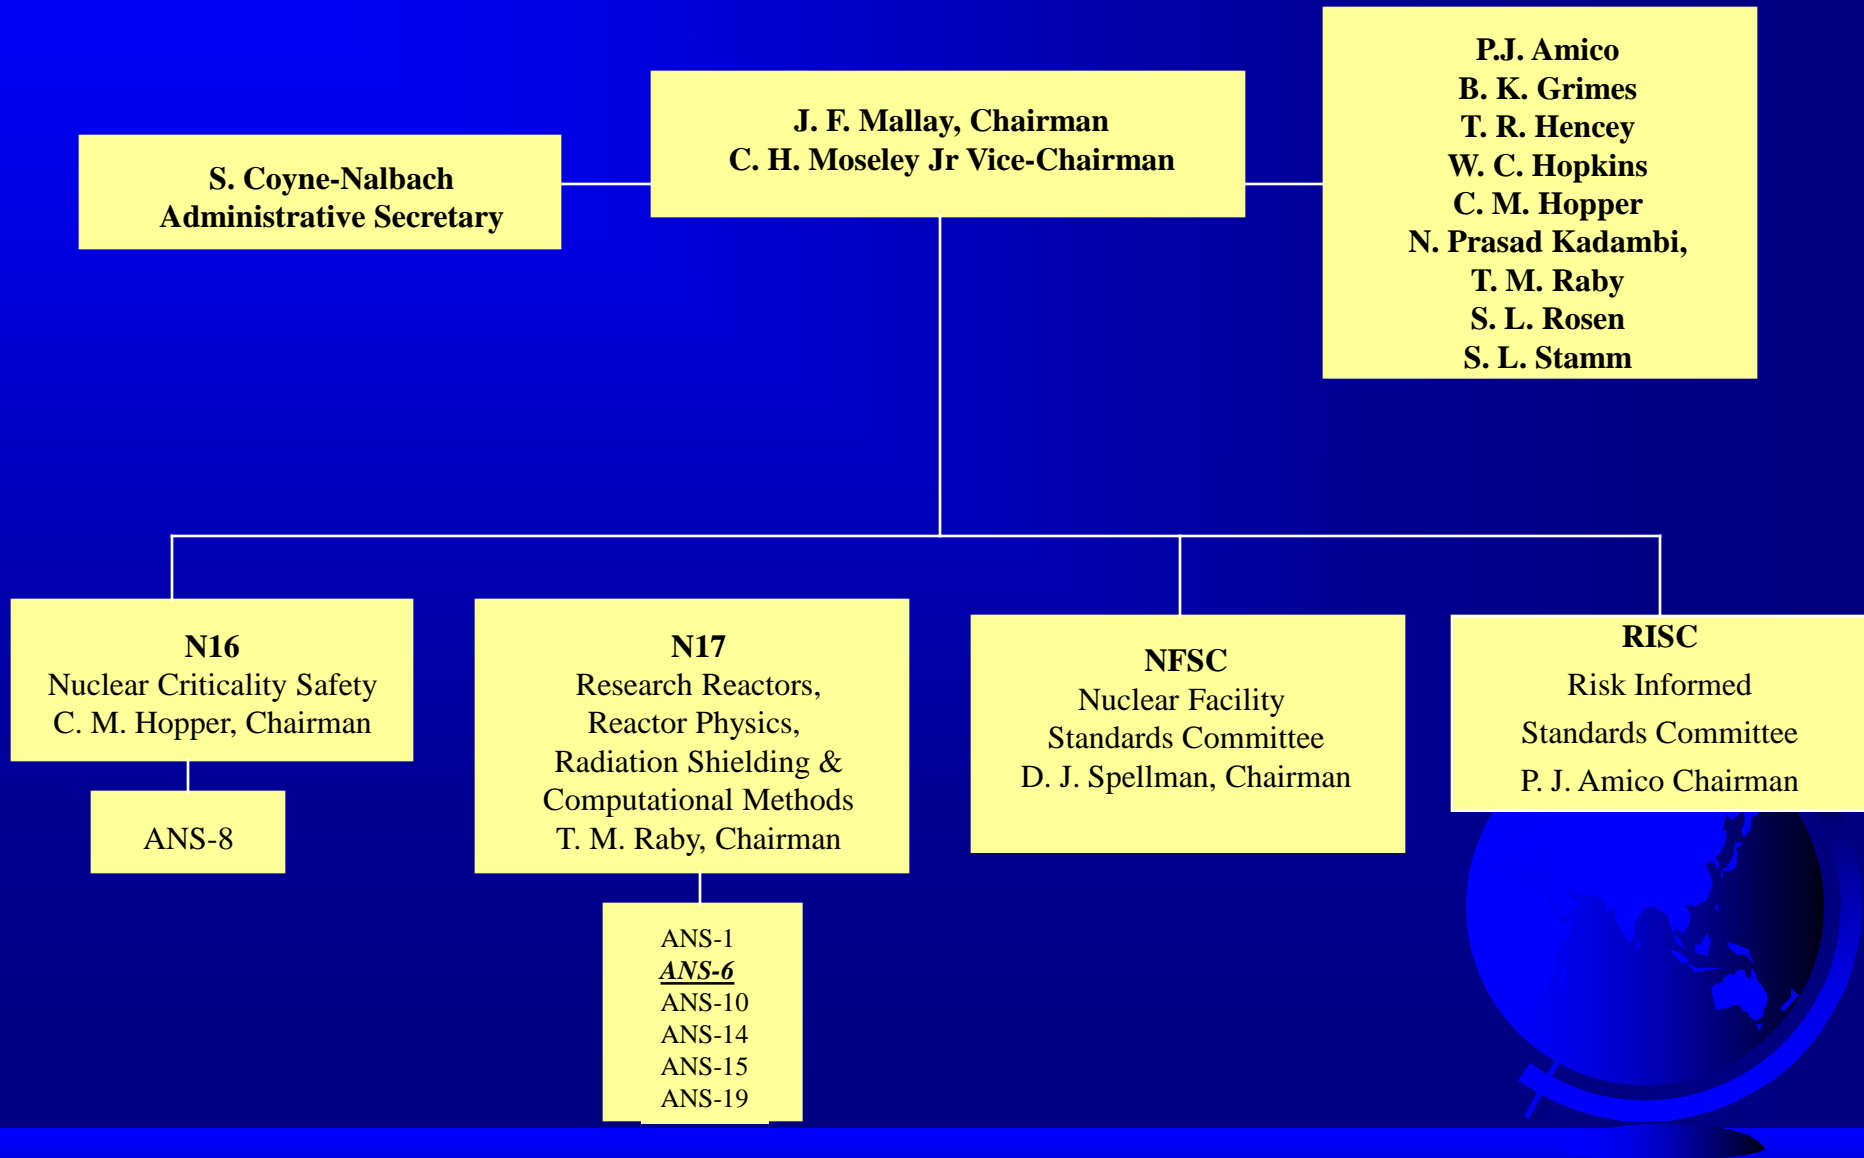 P.J. Amico
B. K. Grimes
T. R. Hencey
W. C. Hopkins
C. M. Hopper
N. Prasad Kadambi,
T. M. Raby
S. L. Rosen
S. L. Stamm
J. F. Mallay, Chairman
C. H. Moseley Jr Vice-Chairman
S. Coyne-Nalbach
Administrative Secretary
N16
Nuclear Criticality Safety
C. M. Hopper, Chairman
ANS-8
N17
Research Reactors,
Reactor Physics,
Radiation Shielding &
Computational Methods
T. M. Raby, Chairman
ANS-1
ANS-6
ANS-10
ANS-14
ANS-15
ANS-19
NFSC
Nuclear Facility
Standards Committee
D. J. Spellman, Chairman
RISC
Risk Informed
Standards Committee
P. J. Amico Chairman